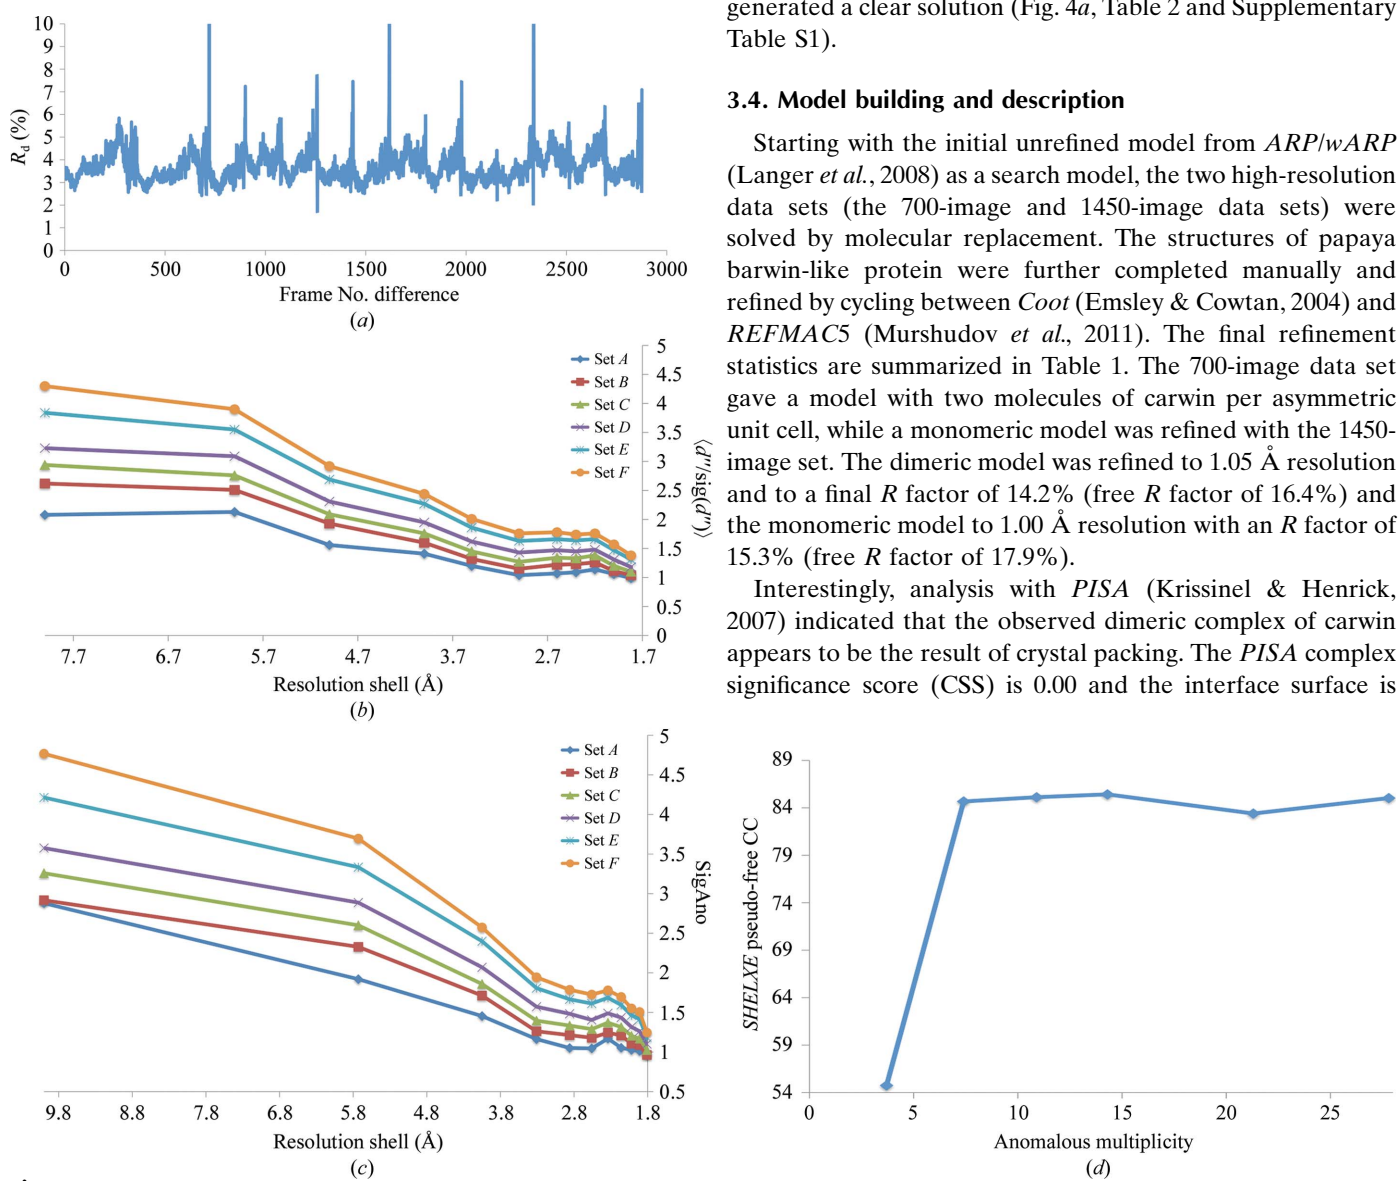 10
9
8
7
6
5
4
3
2
1
0
R_d (%)
0 500 1000 1500 2000 2500 3000
Frame No. difference
(a)
5
4.5
4
3.5
3
2.5
2
1.5
1
0.5
0
Set A
Set B
Set C
Set D
Set E
Set F
⟨d″/sig(d″)⟩
7.7 6.7 5.7 4.7 3.7 2.7 1.7
Resolution shell (Å)
(b)
5
4.5
4
3.5
3
2.5
2
1.5
1
0.5
Set A
Set B
Set C
Set D
Set E
Set F
SigAno
9.8 8.8 7.8 6.8 5.8 4.8 3.8 2.8 1.8
Resolution shell (Å)
(c)
generated a clear solution (Fig. 4a, Table 2 and Supplementary
Table S1).
3.4. Model building and description
Starting with the initial unrefined model from ARP/wARP
(Langer et al., 2008) as a search model, the two high-resolution
data sets (the 700-image and 1450-image data sets) were
solved by molecular replacement. The structures of papaya
barwin-like protein were further completed manually and
refined by cycling between Coot (Emsley & Cowtan, 2004) and
REFMAC5 (Murshudov et al., 2011). The final refinement
statistics are summarized in Table 1. The 700-image data set
gave a model with two molecules of carwin per asymmetric
unit cell, while a monomeric model was refined with the 1450-
image set. The dimeric model was refined to 1.05 Å resolution
and to a final R factor of 14.2% (free R factor of 16.4%) and
the monomeric model to 1.00 Å resolution with an R factor of
15.3% (free R factor of 17.9%).
Interestingly, analysis with PISA (Krissinel & Henrick,
2007) indicated that the observed dimeric complex of carwin
appears to be the result of crystal packing. The PISA complex
significance score (CSS) is 0.00 and the interface surface is
89
84
79
74
69
64
59
54
SHELXE pseudo-free CC
0 5 10 15 20 25
Anomalous multiplicity
(d)